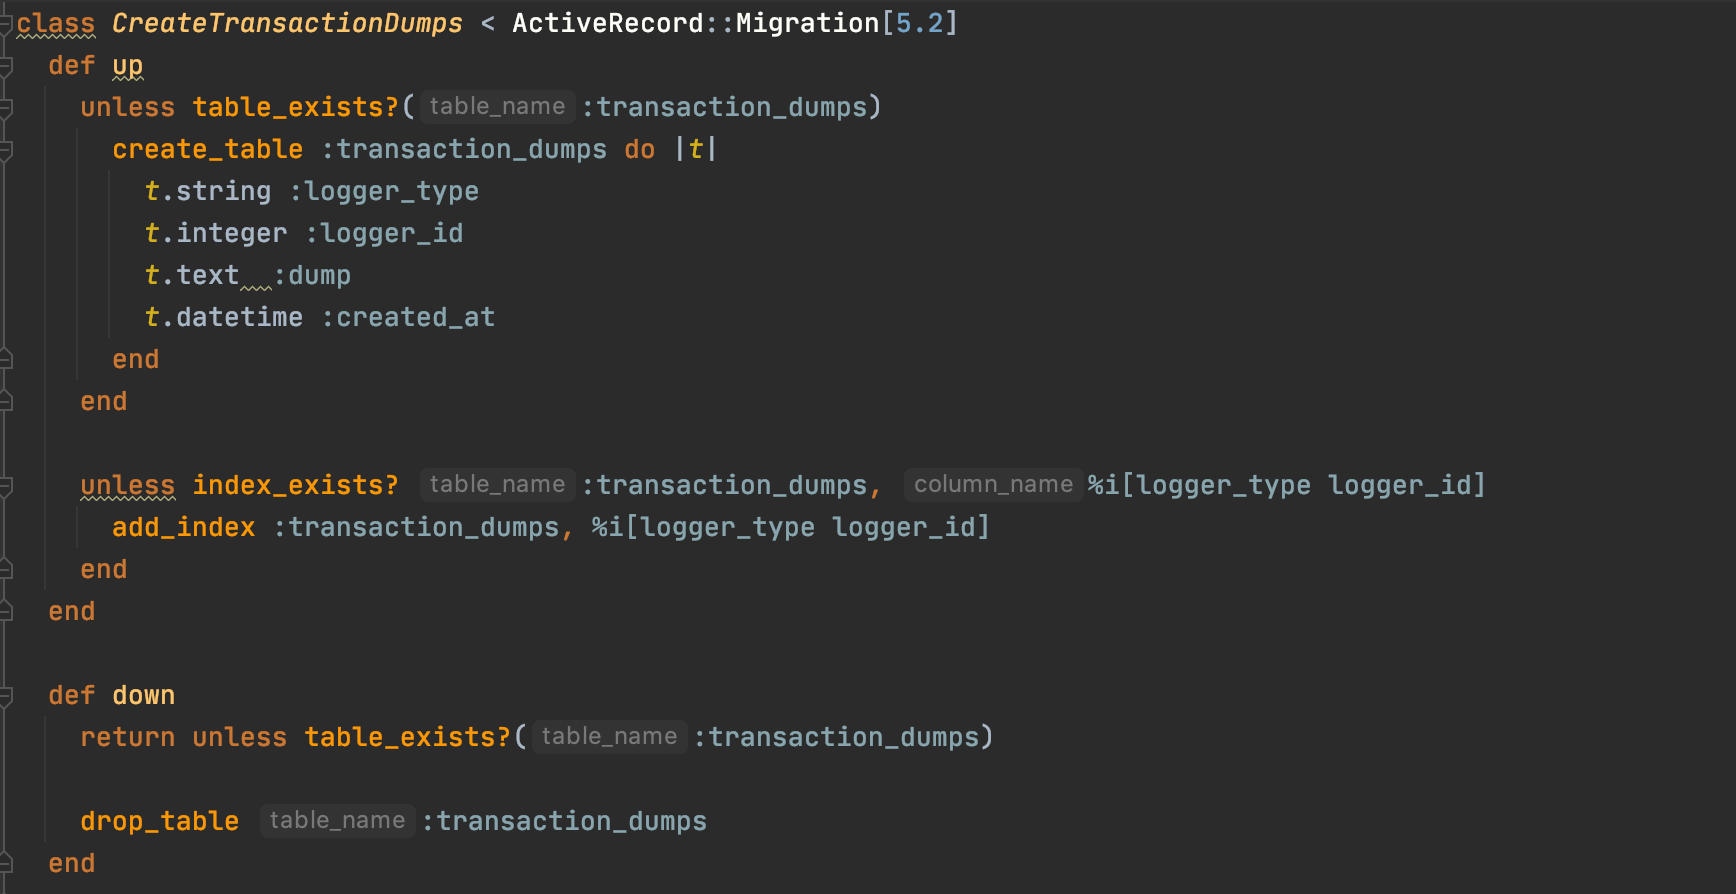 class CreateTransactionDumps < ActiveRecord::Migration[5.2]
  def up
    unless table_exists?( table_name :transaction_dumps)
      create_table :transaction_dumps do |t|
        t.string :logger_type
        t.integer :logger_id
        t.text  :dump
        t.datetime :created_at
      end
    end

    unless index_exists? table_name :transaction_dumps, column_name %i[logger_type logger_id]
      add_index :transaction_dumps, %i[logger_type logger_id]
    end
  end

  def down
    return unless table_exists?( table_name :transaction_dumps)

    drop_table table_name :transaction_dumps
  end